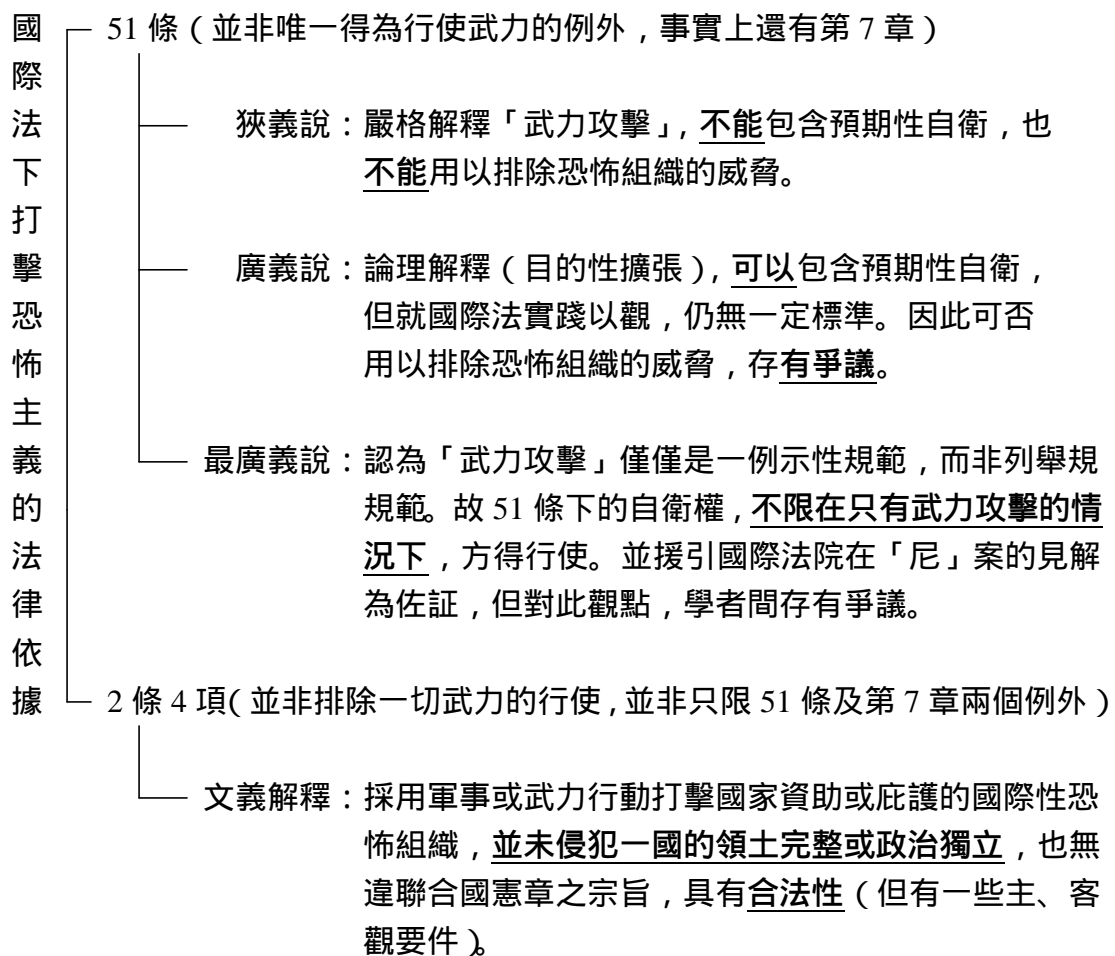 國際法下打擊恐怖主義的法律依據
51 條（並非唯一得為行使武力的例外，事實上還有第 7 章）
狹義說：嚴格解釋「武力攻擊」，不能包含預期性自衛，也
不能用以排除恐怖組織的威脅。
廣義說：論理解釋（目的性擴張），可以包含預期性自衛，
但就國際法實踐以觀，仍無一定標準。因此可否
用以排除恐怖組織的威脅，存有爭議。
最廣義說：認為「武力攻擊」僅僅是一例示性規範，而非列舉規
規範。故 51 條下的自衛權，不限在只有武力攻擊的情
況下，方得行使。並援引國際法院在「尼」案的見解
為佐証，但對此觀點，學者間存有爭議。
2 條 4 項（並非排除一切武力的行使，並非只限 51 條及第 7 章兩個例外）
文義解釋：採用軍事或武力行動打擊國家資助或庇護的國際性恐
怖組織，並未侵犯一國的領土完整或政治獨立，也無
違聯合國憲章之宗旨，具有合法性（但有一些主、客
觀要件）。